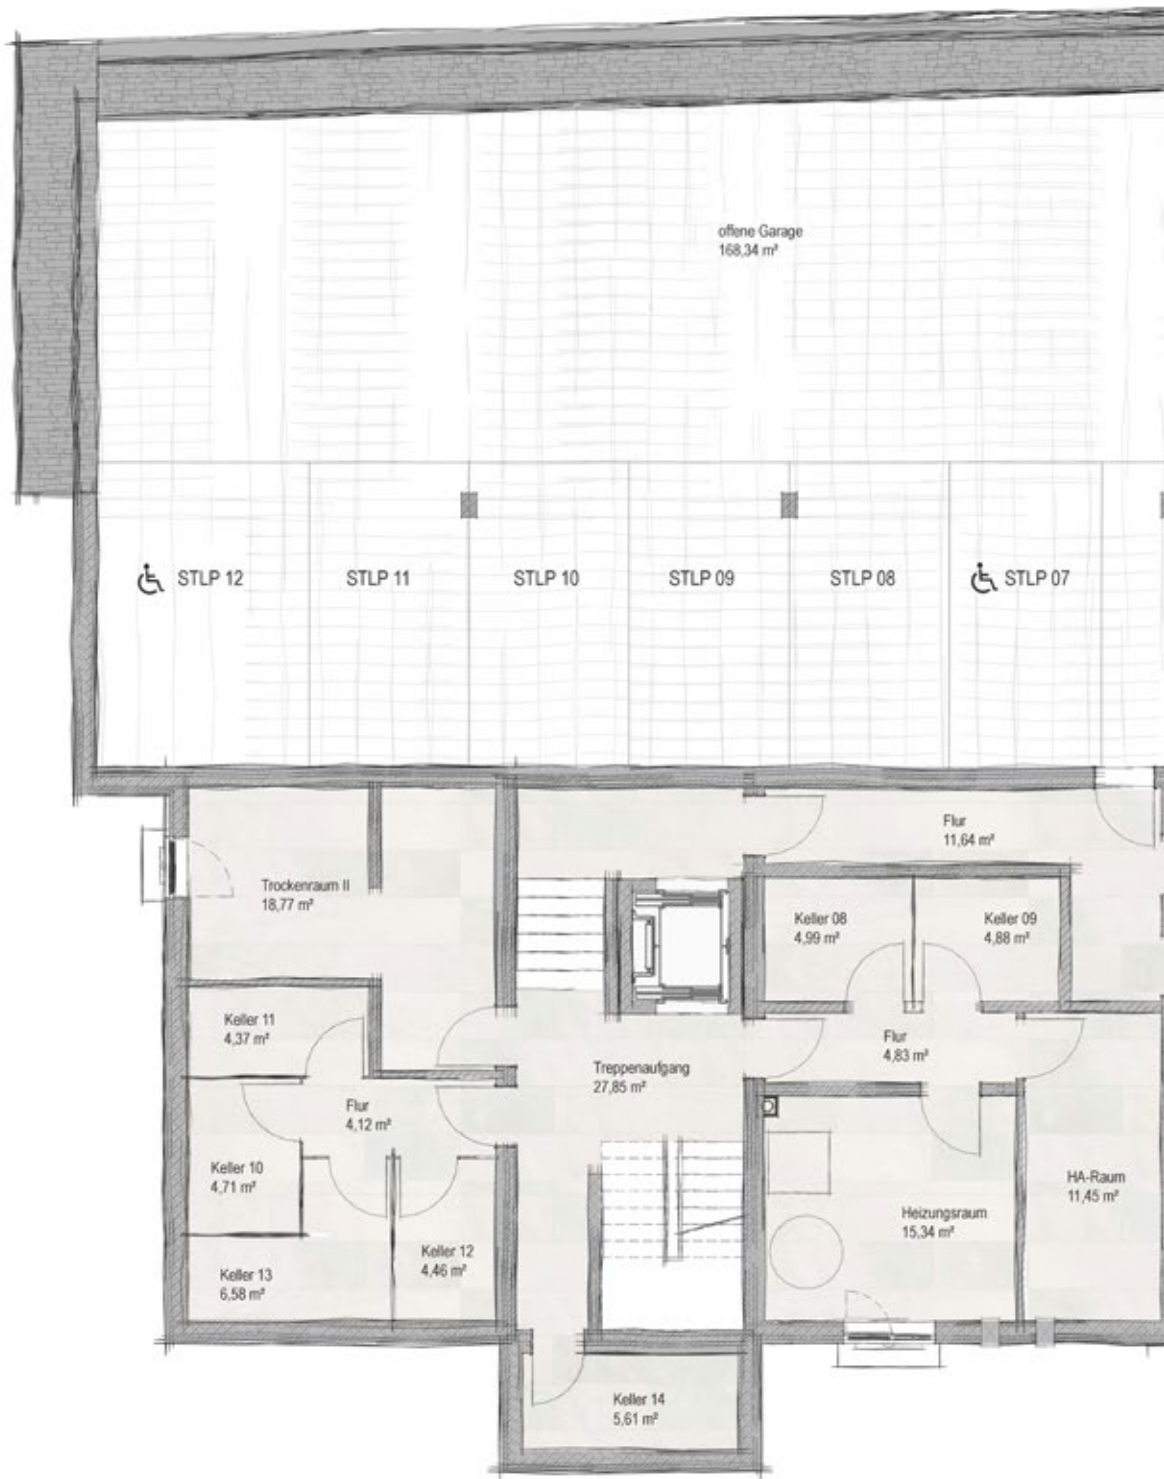 offene Garage
168,34 m²
STLP 12
STLP 11
STLP 10
STLP 09
STLP 08
STLP 07
Flur
11,64 m²
Trockenraum II
18,77 m²
Keller 08
4,99 m²
Keller 09
4,88 m²
Keller 11
4,37 m²
Flur
4,83 m²
Treppenaufgang
27,85 m²
Flur
4,12 m²
Keller 10
4,71 m²
HA-Raum
11,45 m²
Heizungsraum
15,34 m²
Keller 12
4,46 m²
Keller 13
6,58 m²
Keller 14
5,61 m²